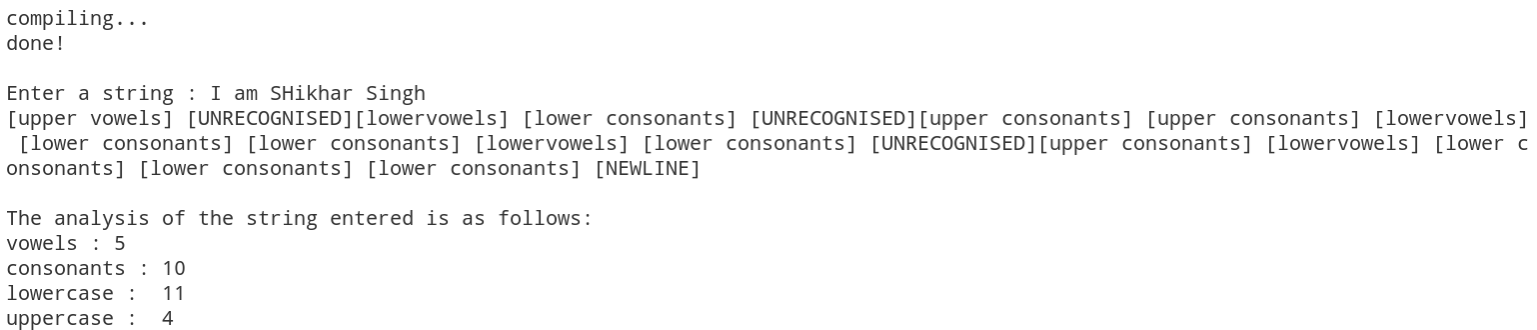 compiling...
done!
Enter a string : I am SHikhar Singh
[upper vowels] [UNRECOGNISED][lowervowels] [lower consonants] [UNRECOGNISED][upper consonants] [upper consonants] [lowervowels]
[lower consonants] [lower consonants] [lowervowels] [lower consonants] [UNRECOGNISED][upper consonants] [lowervowels] [lower c
onsonants] [lower consonants] [lower consonants] [NEWLINE]
The analysis of the string entered is as follows:
vowels : 5
consonants : 10
lowercase :  11
uppercase :  4